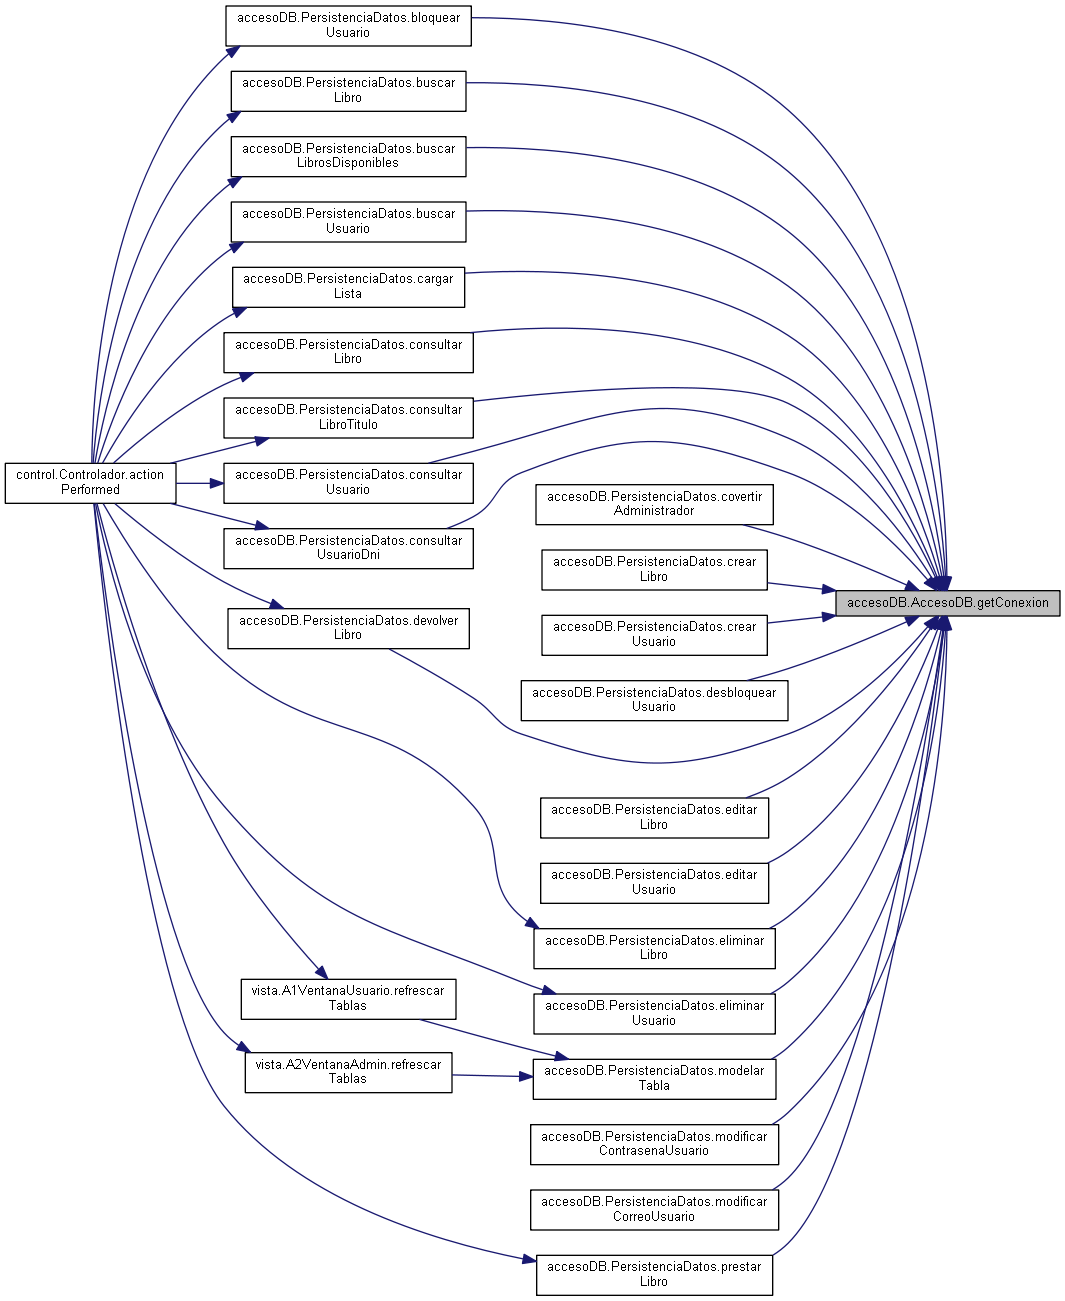 accesoDB.PersistenciaDatos.bloquear
Usuario
accesoDB.PersistenciaDatos.buscar
Libro
accesoDB.PersistenciaDatos.buscar
LibrosDisponibles
accesoDB.PersistenciaDatos.buscar
Usuario
accesoDB.PersistenciaDatos.cargar
Lista
accesoDB.PersistenciaDatos.consultar
Libro
accesoDB.PersistenciaDatos.consultar
LibroTitulo
control.Controlador.action
Performed
accesoDB.PersistenciaDatos.consultar
Usuario
accesoDB.PersistenciaDatos.covertir
Administrador
accesoDB.PersistenciaDatos.consultar
UsuarioDni
accesoDB.PersistenciaDatos.crear
Libro
accesoDB.AccesoDB.getConexion
accesoDB.PersistenciaDatos.devolver
Libro
accesoDB.PersistenciaDatos.crear
Usuario
accesoDB.PersistenciaDatos.desbloquear
Usuario
accesoDB.PersistenciaDatos.editar
Libro
accesoDB.PersistenciaDatos.editar
Usuario
accesoDB.PersistenciaDatos.eliminar
Libro
vista.A1VentanaUsuario.refrescar
Tablas
accesoDB.PersistenciaDatos.eliminar
Usuario
vista.A2VentanaAdmin.refrescar
Tablas
accesoDB.PersistenciaDatos.modelar
Tabla
accesoDB.PersistenciaDatos.modificar
ContrasenaUsuario
accesoDB.PersistenciaDatos.modificar
CorreoUsuario
accesoDB.PersistenciaDatos.prestar
Libro